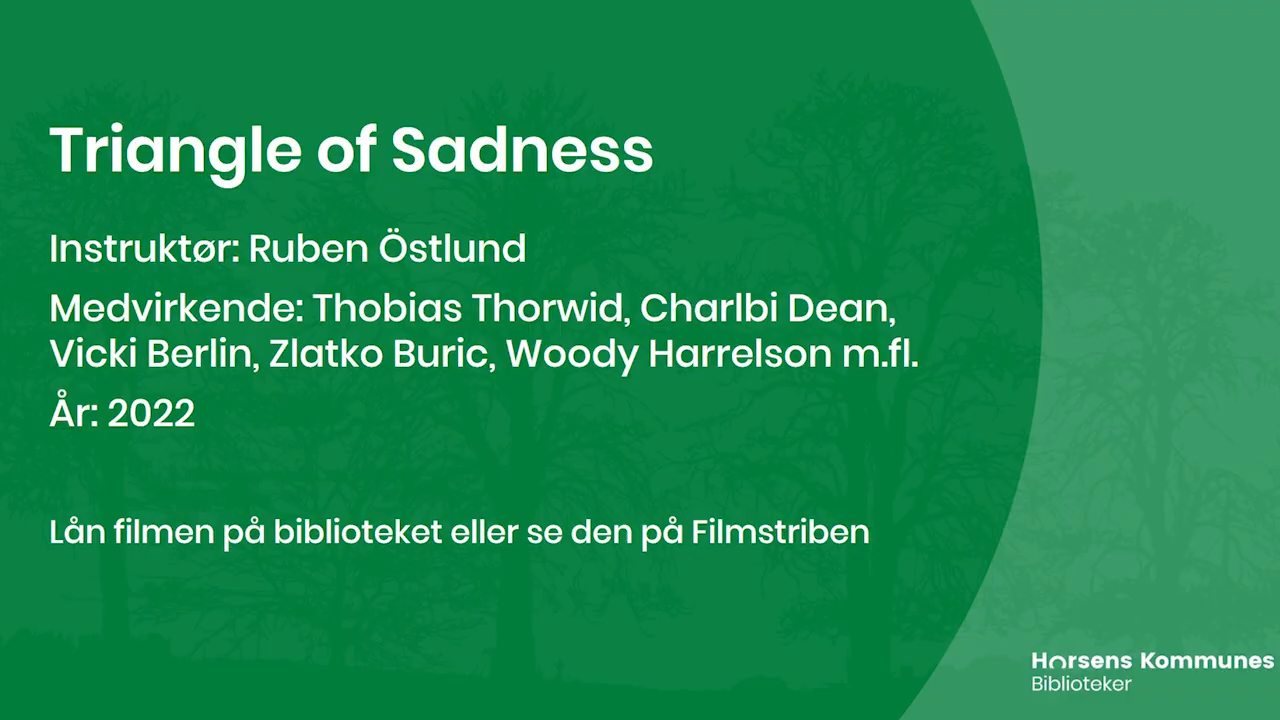 Triangle of Sadness
Instruktør: Ruben Östlund
Medvirkende: Thobias Thorwid, Charlbi Dean,
Vicki Berlin, Zlatko Buric, Woody Harrelson m.fl.
År: 2022
Lån filmen på biblioteket eller se den på Filmstriben
Horsens Kommunes
Biblioteker